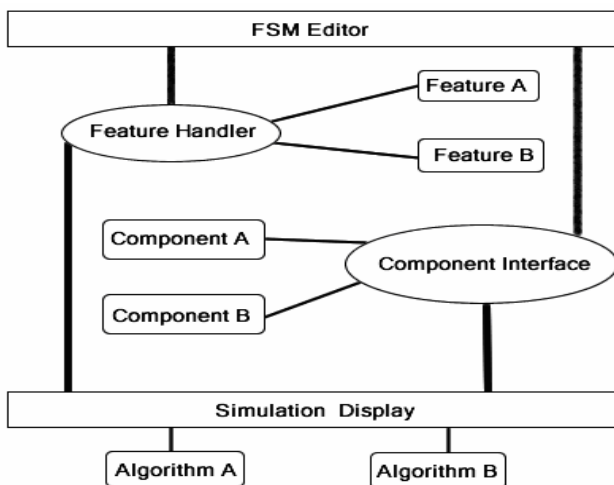 FSM Editor
Feature A
Feature Handler
Feature B
Component A
Component Interface
Component B
Simulation Display
Algorithm A
Algorithm B